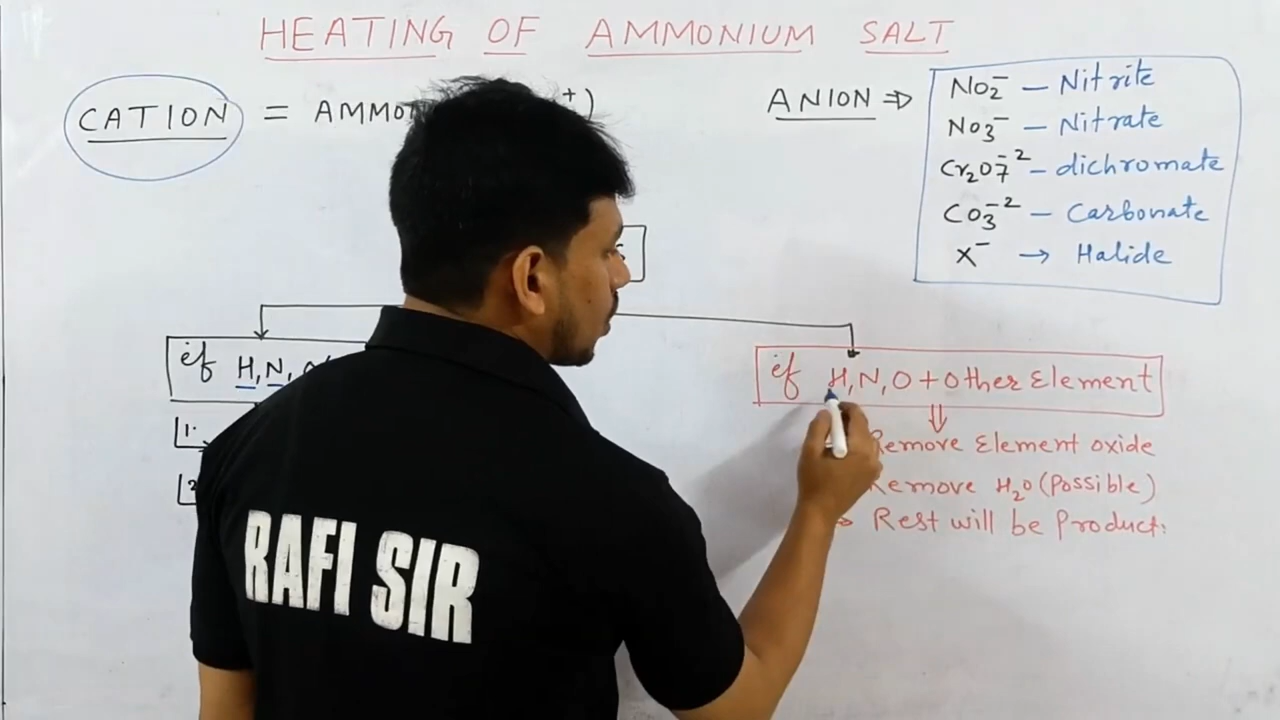 HEATING OF AMMONIUM SALT
CATION = AMMO +)
ANION ⇒
NO2⁻ — Nitrite
NO3⁻ — Nitrate
Cr2O7⁻² — dichromate
CO3⁻² — Carbonate
X⁻ → Halide
if H, N,
if H, N, O + Other Element
⇓
Remove Element oxide
Remove H2O (Possible)
Rest will be Product:
1.
RAFI SIR